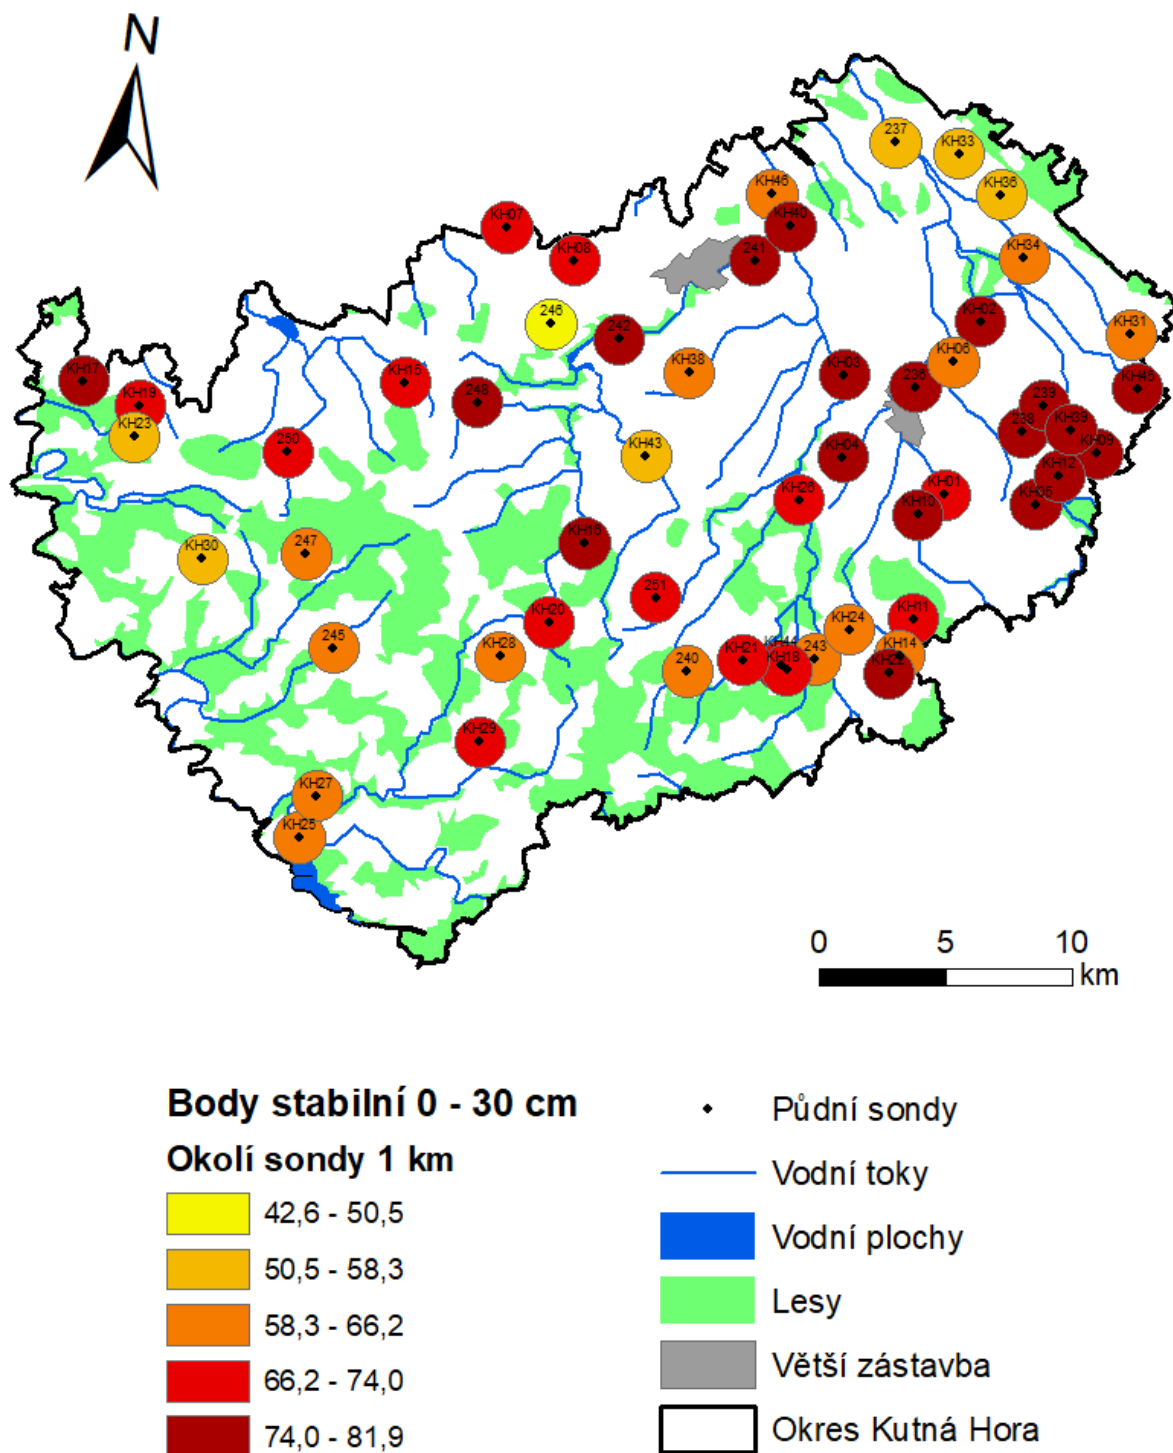 N
237
KH33
KH36
KH46
KH07
KH40
KH08
241
KH34
246
KH02
KH31
242
KH06
KH38
KH03
KH17
KH15
236
KH45
KH19
248
239
KH23
238
KH39
250
KH43
KH04
KH09
KH12
KH26
KH01
KH05
KH10
KH16
247
KH30
251
KH11
KH20
KH24
245
KH28
KH14
KH21
KH44
243
240
KH18
KH22
KH29
KH27
KH25
0 5 10
km
Body stabilní 0 - 30 cm
Okolí sondy 1 km
42,6 - 50,5
50,5 - 58,3
58,3 - 66,2
66,2 - 74,0
74,0 - 81,9
Půdní sondy
Vodní toky
Vodní plochy
Lesy
Větší zástavba
Okres Kutná Hora